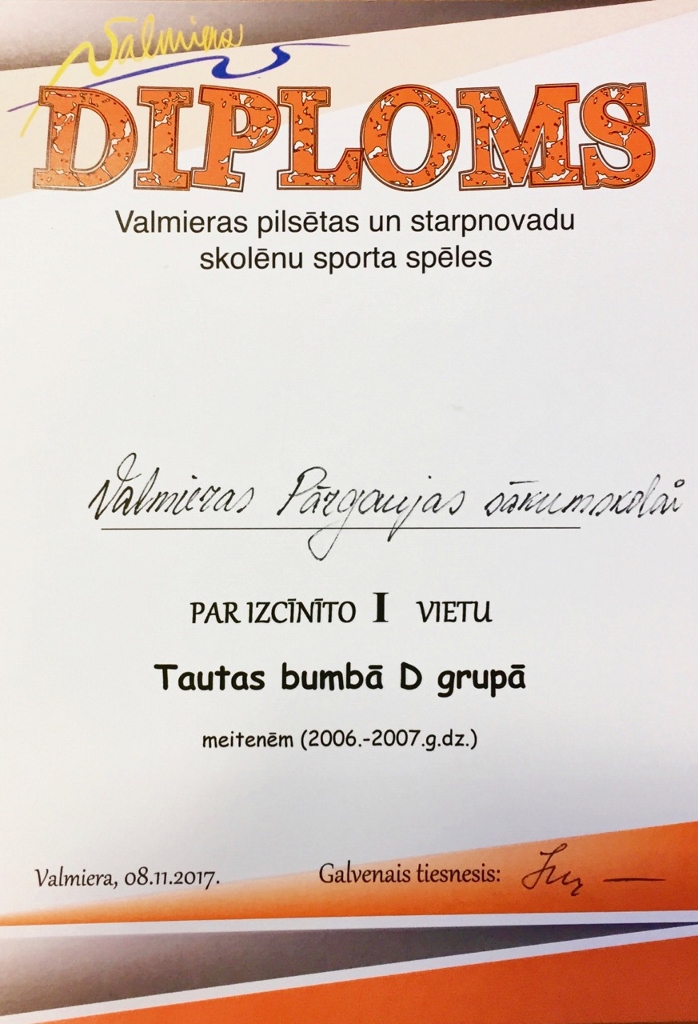 Valmiera
DIPLOMS
Valmieras pilsētas un starpnovadu
skolēnu sporta spēles
Valmieras Pārgaujas sākumskolai
PAR IZCĪNĪTO I VIETU
Tautas bumbā D grupā
meitenēm (2006.-2007.g.dz.)
Valmiera, 08.11.2017. Galvenais tiesnesis: